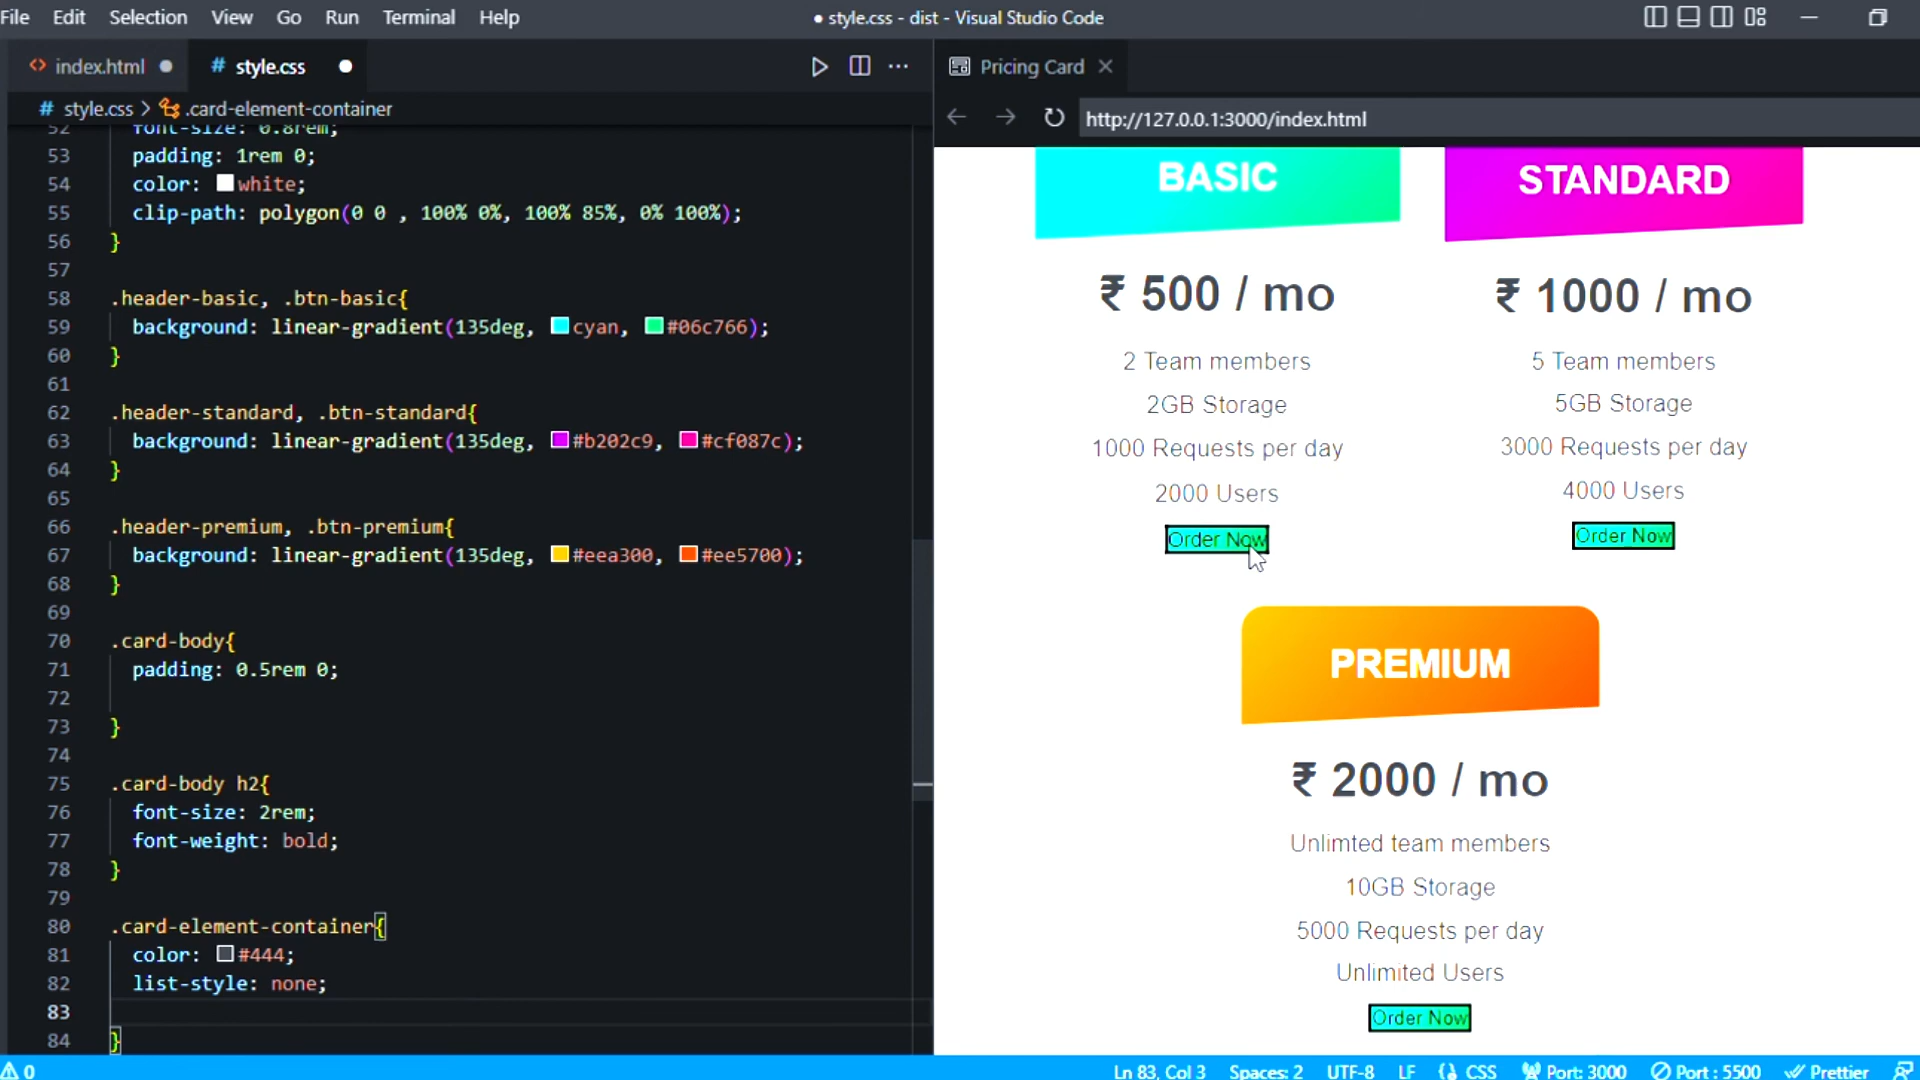 File Edit Selection View Go Run Terminal Help
● style.css - dist - Visual Studio Code
<> index.html ●
# style.css ●
# style.css > .card-element-container
52 font-size: 0.8rem;
53 padding: 1rem 0;
54 color: white;
55 clip-path: polygon(0 0 , 100% 0%, 100% 85%, 0% 100%);
56 }
57
58 .header-basic, .btn-basic{
59 background: linear-gradient(135deg, cyan, #06c766);
60 }
61
62 .header-standard, .btn-standard{
63 background: linear-gradient(135deg, #b202c9, #cf087c);
64 }
65
66 .header-premium, .btn-premium{
67 background: linear-gradient(135deg, #eea300, #ee5700);
68 }
69
70 .card-body{
71 padding: 0.5rem 0;
72
73 }
74
75 .card-body h2{
76 font-size: 2rem;
77 font-weight: bold;
78 }
79
80 .card-element-container{
81 color: #444;
82 list-style: none;
83
84 }
Pricing Card
http://127.0.0.1:3000/index.html
BASIC
₹ 500 / mo
2 Team members
2GB Storage
1000 Requests per day
2000 Users
Order Now
STANDARD
₹ 1000 / mo
5 Team members
5GB Storage
3000 Requests per day
4000 Users
Order Now
PREMIUM
₹ 2000 / mo
Unlimted team members
10GB Storage
5000 Requests per day
Unlimited Users
Order Now
0
Ln 83, Col 3 Spaces: 2 UTF-8 LF CSS Port: 3000 Port : 5500 Prettier